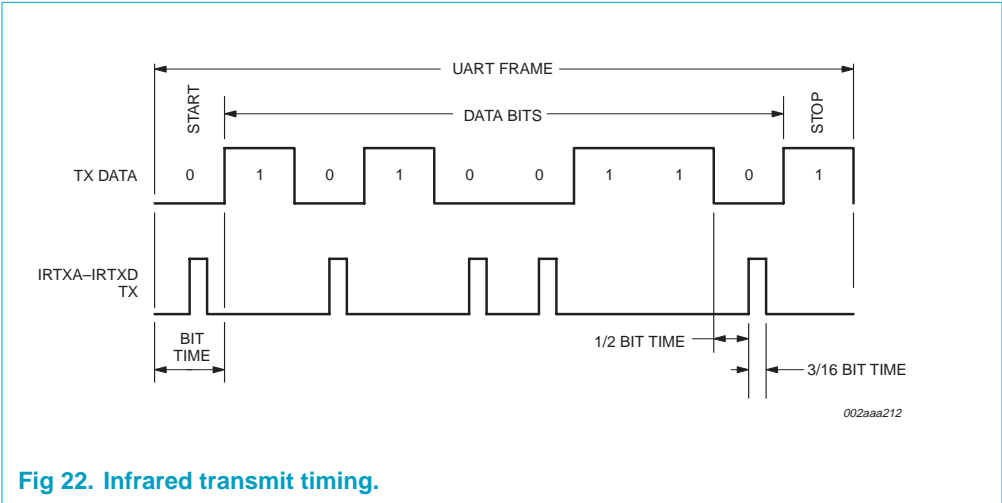 UART FRAME
START
DATA BITS
STOP
TX DATA
0 1 0 1 0 0 1 1 0 1
IRTXA–IRTXD
TX
BIT
TIME
1/2 BIT TIME
3/16 BIT TIME
002aaa212
Fig 22. Infrared transmit timing.